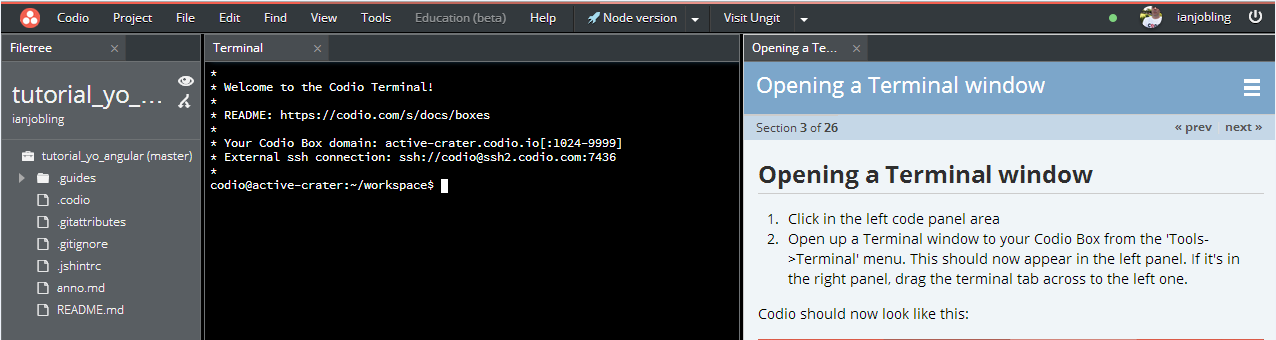 Codio Project File Edit Find View Tools Education (beta) Help Node version Visit Ungit ianjobling
Filetree
tutorial_yo_...
ianjobling
tutorial_yo_angular (master)
.guides
.codio
.gitattributes
.gitignore
.jshintrc
anno.md
README.md
Terminal
*
* Welcome to the Codio Terminal!
*
* README: https://codio.com/s/docs/boxes
*
* Your Codio Box domain: active-crater.codio.io[:1024-9999]
* External ssh connection: ssh://codio@ssh2.codio.com:7436
*
codio@active-crater:~/workspace$
Opening a Te...
Opening a Terminal window
Section 3 of 26 « prev next »
Opening a Terminal window
1. Click in the left code panel area
2. Open up a Terminal window to your Codio Box from the 'Tools-
>Terminal' menu. This should now appear in the left panel. If it's in
the right panel, drag the terminal tab acrcoss to the left one.
Codio should now look like this: